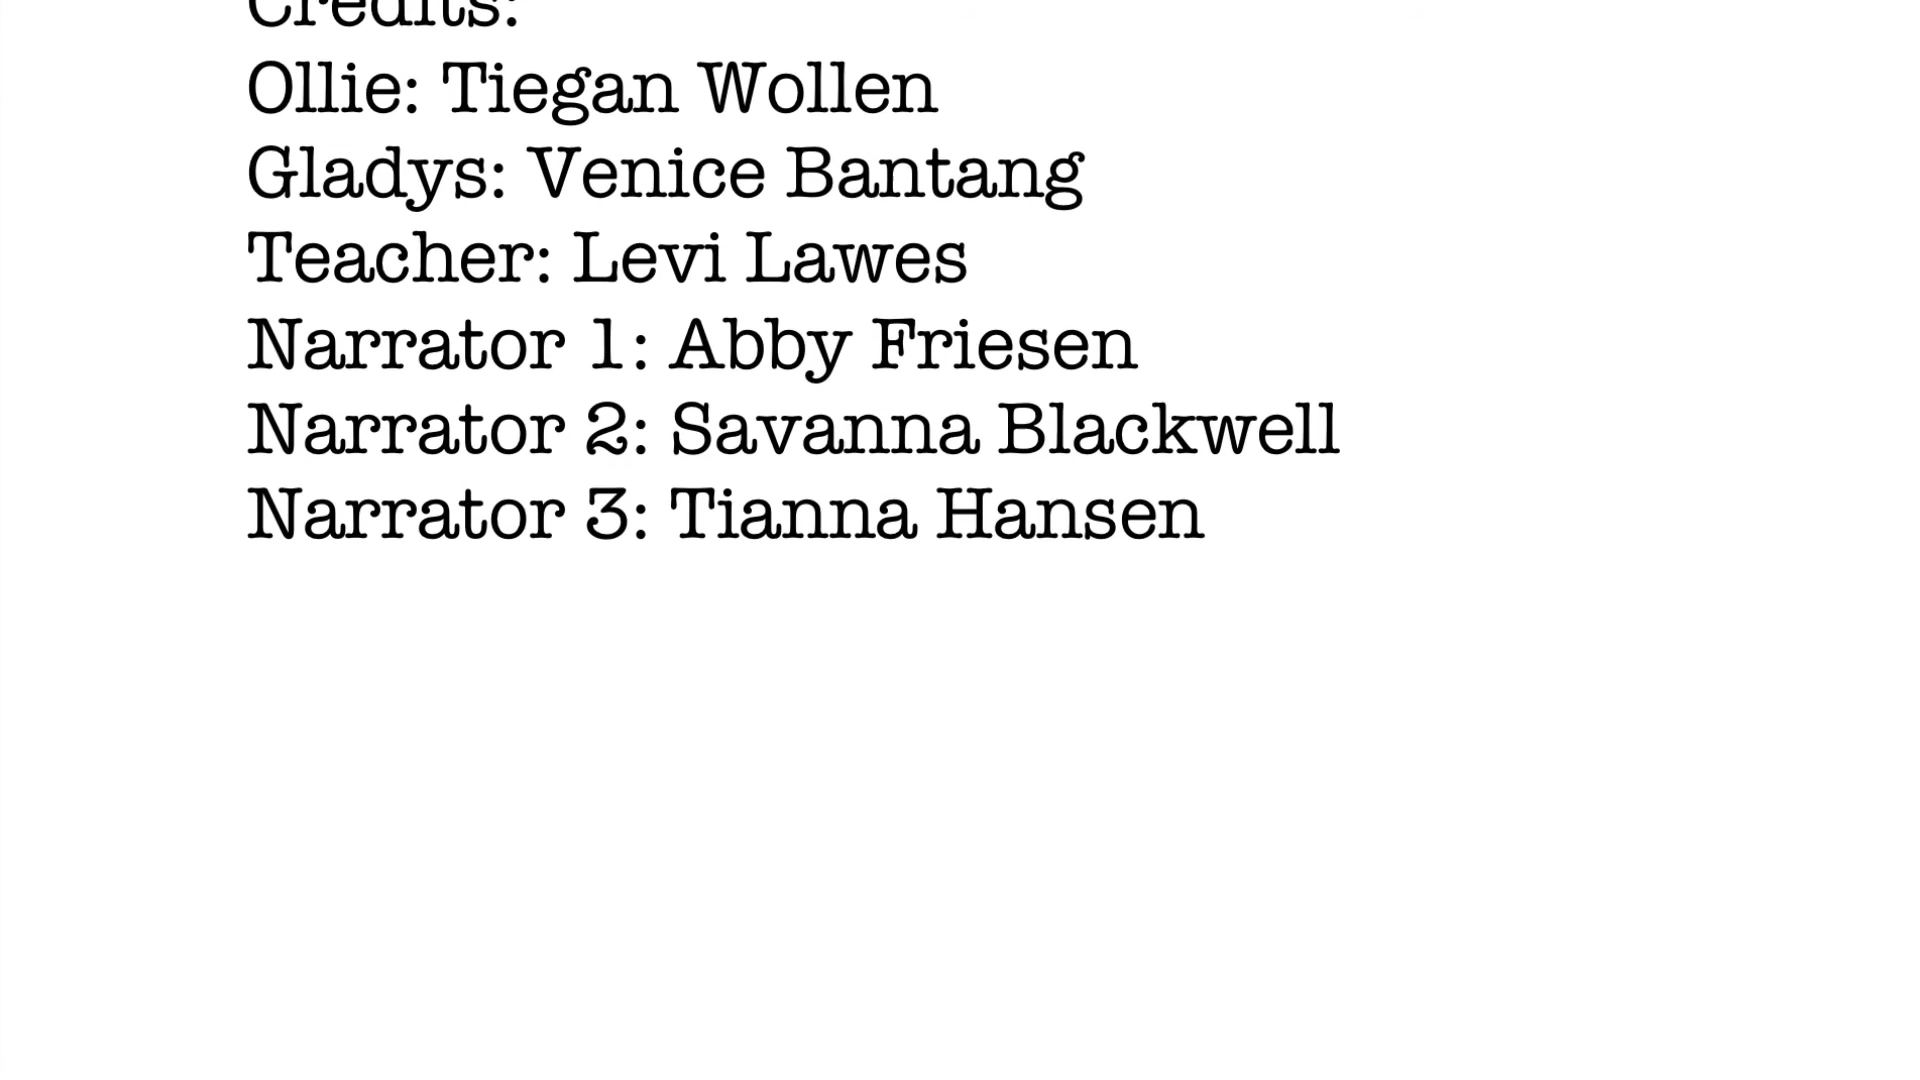 Credits:
Ollie: Tiegan Wollen
Gladys: Venice Bantang
Teacher: Levi Lawes
Narrator 1: Abby Friesen
Narrator 2: Savanna Blackwell
Narrator 3: Tianna Hansen